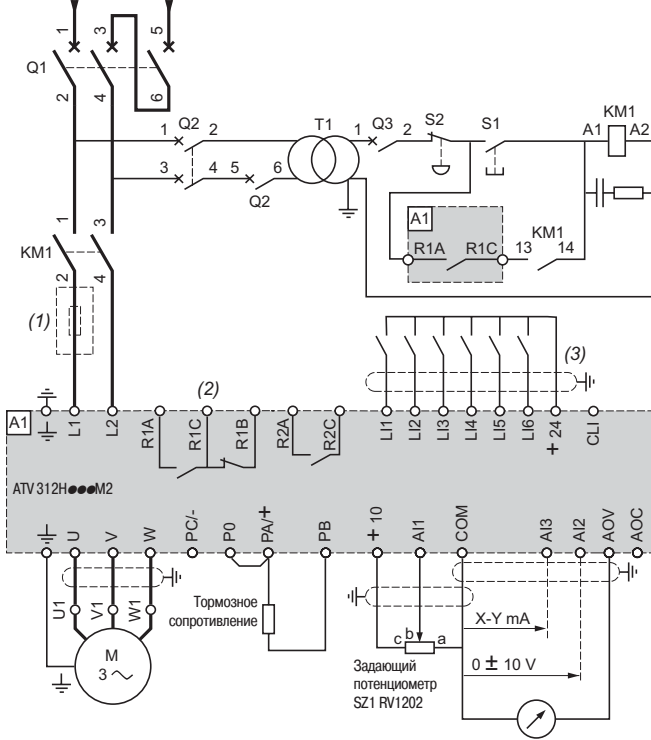 1 3 5
Q1
2 4 6
1 Q2 2 T1 1 Q3 2 S2 S1 KM1
A1 A2
3 4 5 6
Q2
1 3
A1
KM1
R1A R1C 13 14
KM1
2 4
(1)
(2)
(3)
A1
L1 L2 R1A R1C R1B R2A R2C LI1 LI2 LI3 LI4 LI5 LI6 + 24 CLI
ATV 312H●●●M2
U V W PC/- P0 PA/+ PB + 10 AI1 COM AI3 AI2 AOV AOC
U1 V1 W1
Тормозное
сопротивление
M
3 ~
c b a
X-Y mA
0 ± 10 V
Задающий
потенциометр
SZ1 RV1202